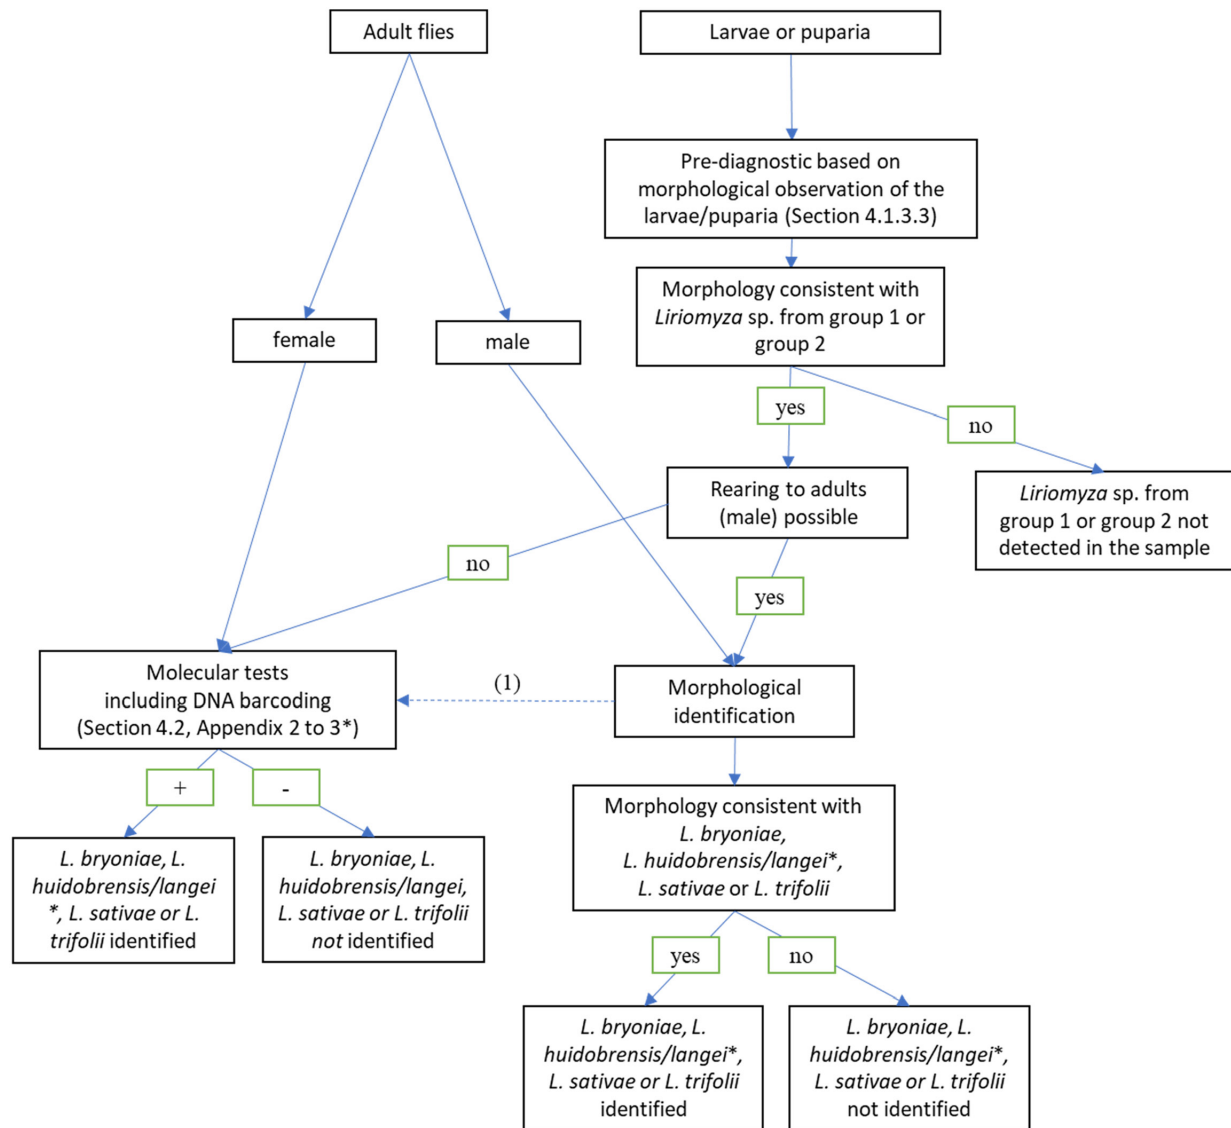 Adult flies
Larvae or puparia
Pre-diagnostic based on
morphological observation of the
larvae/puparia (Section 4.1.3.3)
Morphology consistent with
Liriomyza sp. from group 1 or
group 2
female
male
yes
no
Rearing to adults
(male) possible
Liriomyza sp. from
group 1 or group 2 not
detected in the sample
no
yes
Molecular tests
including DNA barcoding
(Section 4.2, Appendix 2 to 3*)
(1)
Morphological
identification
+
-
Morphology consistent with
L. bryoniae,
L. huidobrensis/langei*,
L. sativae or L. trifolii
L. bryoniae, L.
huidobrensis/langei
*, L. sativae or L.
trifolii identified
L. bryoniae, L.
huidobrensis/langei,
L. sativae or L. trifolii
not identified
yes
no
L. bryoniae, L.
huidobrensis/langei*,
L. sativae or L. trifolii
identified
L. bryoniae, L.
huidobrensis/langei*,
L. sativae or L. trifolii
not identified